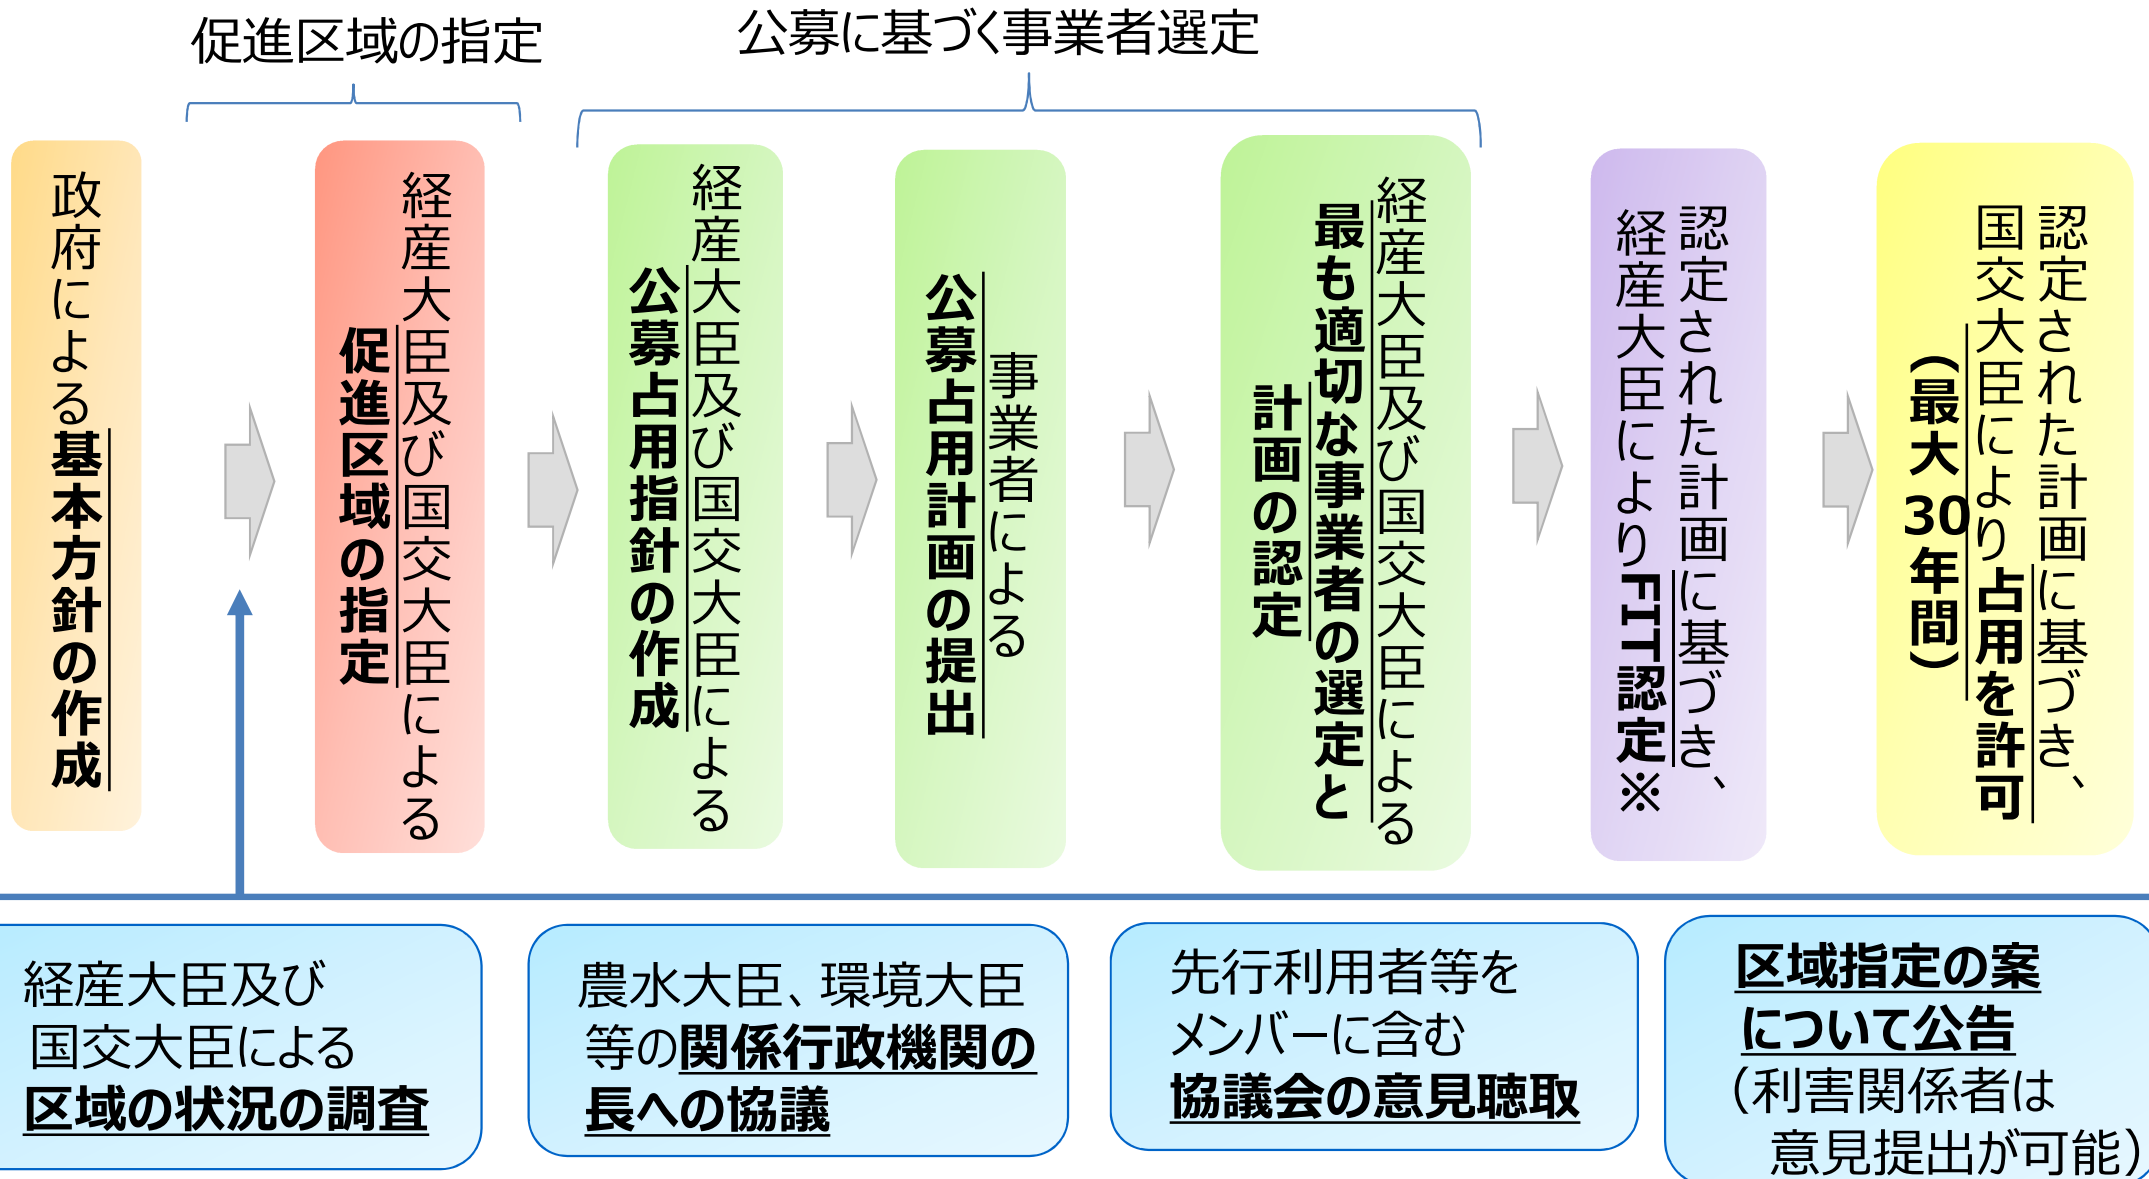 促進区域の指定
公募に基づく事業者選定
政府による基本方針の作成
経産大臣及び国交大臣による
促進区域の指定
経産大臣及び国交大臣による
公募占用指針の作成
事業者による
公募占用計画の提出
経産大臣及び国交大臣による
最も適切な事業者の選定と
計画の認定
認定された計画に基づき、
経産大臣によりFIT認定※
認定された計画に基づき、
国交大臣により占用を許可
（最大30年間）
経産大臣及び
国交大臣による
区域の状況の調査
農水大臣、環境大臣
等の関係行政機関の
長への協議
先行利用者等を
メンバーに含む
協議会の意見聴取
区域指定の案
について公告
（利害関係者は
意見提出が可能）